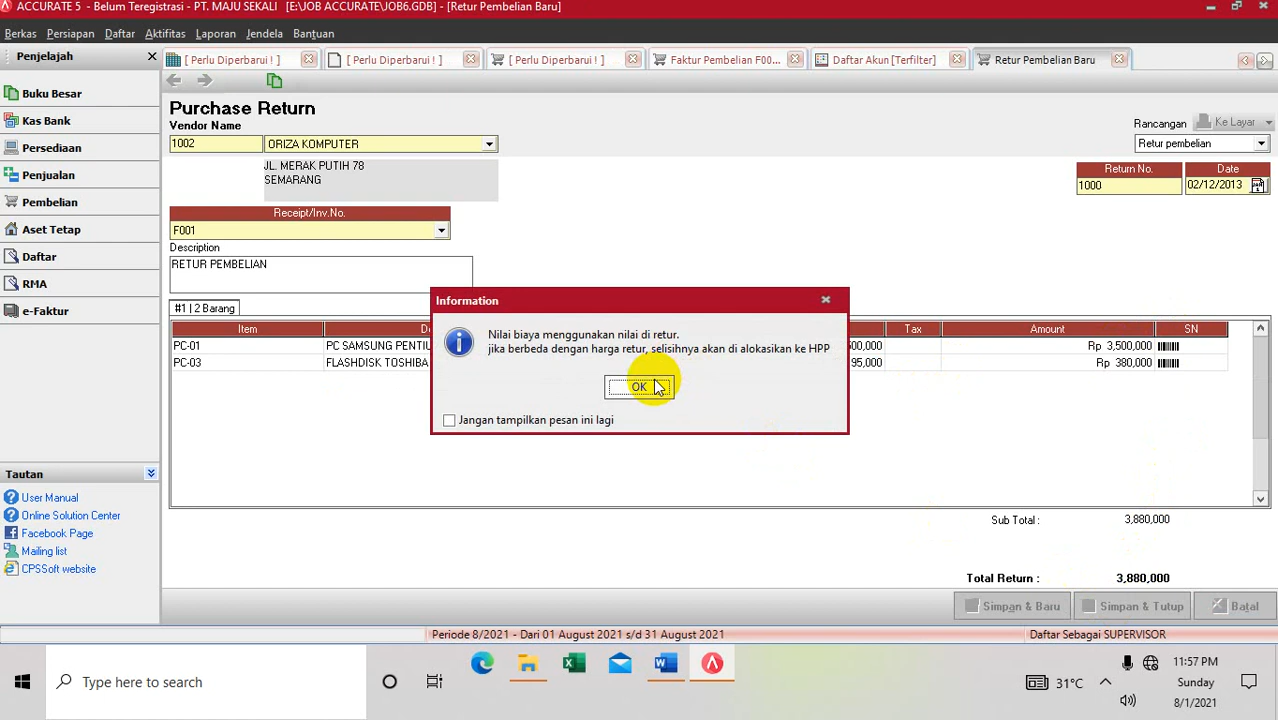 ACCURATE 5 - Belum Teregistrasi - PT. MAJU SEKALI [E:\JOB ACCURATE\JOB6.GDB] - [Retur Pembelian Baru]
Berkas Persiapan Daftar Aktifitas Laporan Jendela Bantuan
Penjelajah
[ Perlu Diperbarui ! ] [ Perlu Diperbarui ! ] [ Perlu Diperbarui ! ] Faktur Pembelian F00... Daftar Akun [Terfilter] Retur Pembelian Baru
Buku Besar
Kas Bank
Persediaan
Penjualan
Pembelian
Aset Tetap
Daftar
RMA
e-Faktur
Purchase Return
Vendor Name
1002 ORIZA KOMPUTER
JL. MERAK PUTIH 78
SEMARANG
Rancangan Ke Layar
Retur pembelian
Return No. Date
1000 02/12/2013
Receipt/Inv.No.
F001
Description
RETUR PEMBELIAN
#1 | 2 Barang
Item Tax Amount SN
PC-01 PC SAMSUNG Rp 3,500,000
PC-03 FLASHDISK TOSHIBA Rp 380,000
Information
Nilai biaya menggunakan nilai di retur.
jika berbeda dengan harga retur, selisihnya akan di alokasikan ke HPP
OK
Jangan tampilkan pesan ini lagi
Sub Total : 3,880,000
Total Return : 3,880,000
Simpan & Baru Simpan & Tutup Batal
Tautan
User Manual
Online Solution Center
Facebook Page
Mailing list
CPSSoft website
Periode 8/2021 - Dari 01 August 2021 s/d 31 August 2021 Daftar Sebagai SUPERVISOR
Type here to search
31°C
11:57 PM
Sunday
8/1/2021